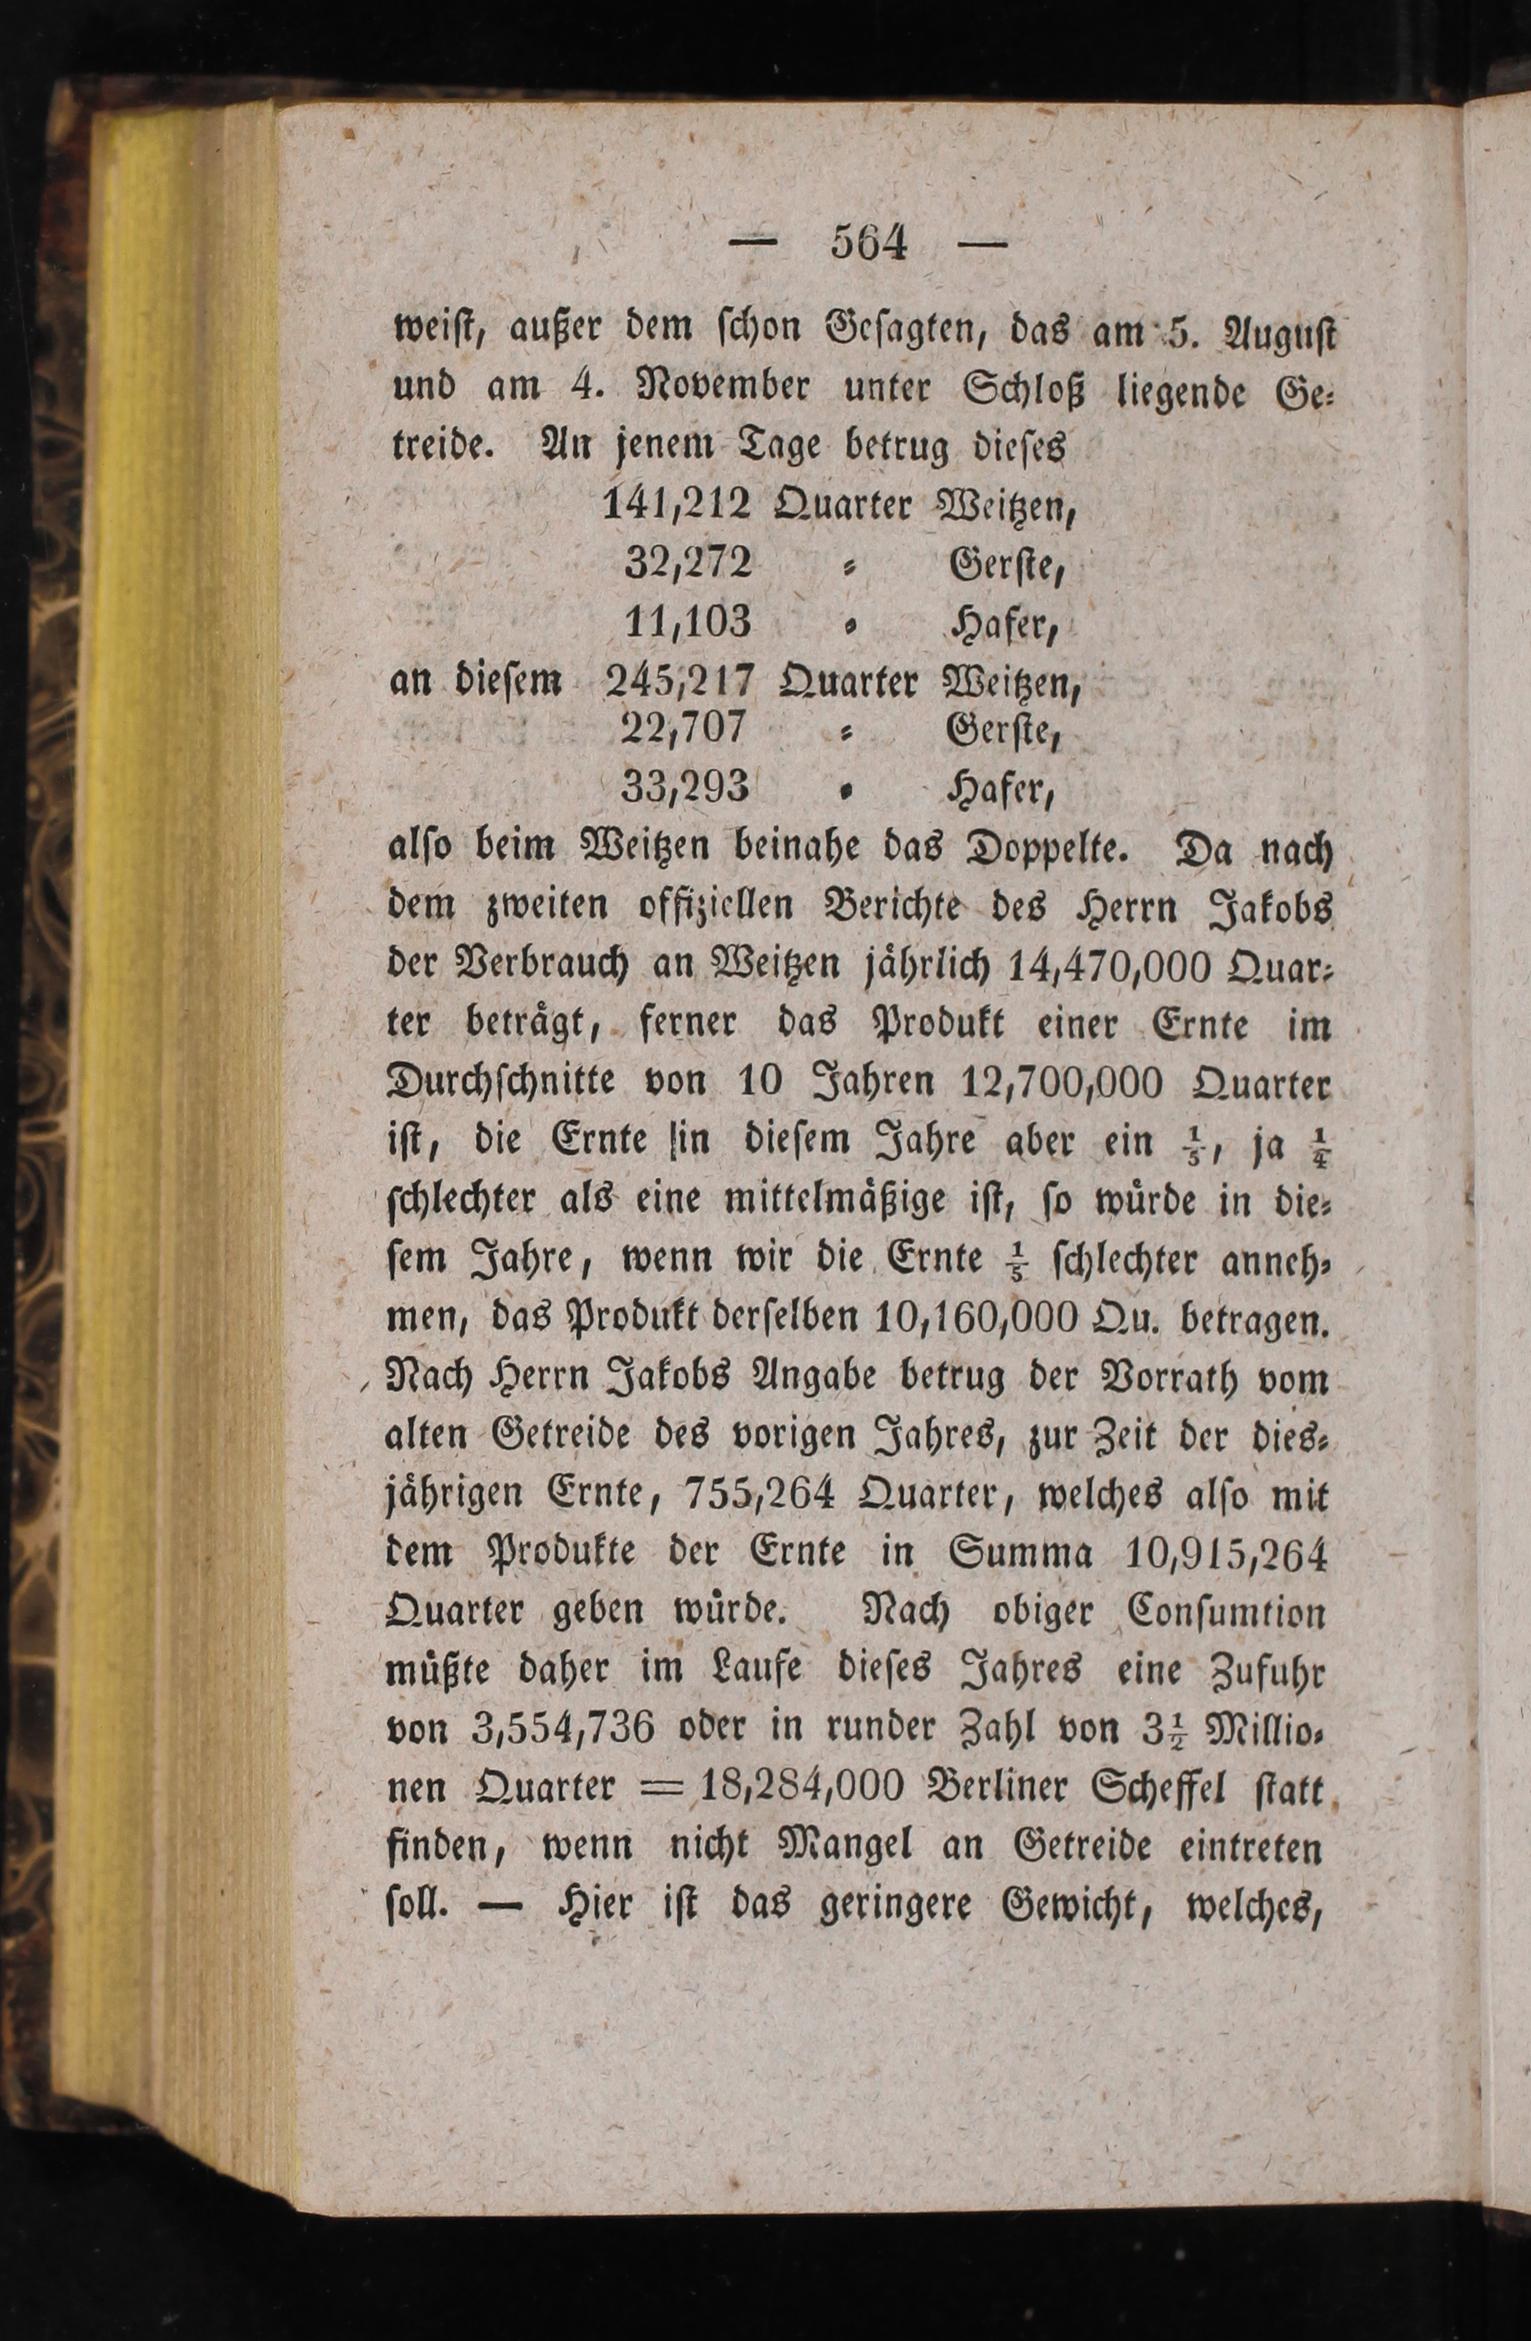 — 564 —
weiſt, außer dem ſchon Geſagten, das am 5. Auguſt
und am 4. November unter Schloß liegende Ge⸗
treide. An jenem Tage betrug dieſes
141,212 Quarter Weitzen,
32,272 ⸗ Gerſte,
11,103 ⸗ Hafer,
an dieſem 245,217 Quarter Weitzen,
22,707 ⸗ Gerſte,
33,293 ⸗ Hafer,
alſo beim Weitzen beinahe das Doppelte. Da nach
dem zweiten offiziellen Berichte des Herrn Jakobs
der Verbrauch an Weitzen jährlich 14,470,000 Quar⸗
ter beträgt, ferner das Produkt einer Ernte im
Durchſchnitte von 10 Jahren 12,700,000 Quarter
iſt, die Ernte in dieſem Jahre aber ein 1/5, ja 1/4
ſchlechter als eine mittelmäßige iſt, ſo würde in die⸗
ſem Jahre, wenn wir die Ernte 1/5 ſchlechter anneh⸗
men, das Produkt derſelben 10,160,000 Qu. betragen.
Nach Herrn Jakobs Angabe betrug der Vorrath vom
alten Getreide des vorigen Jahres, zur Zeit der dies⸗
jährigen Ernte, 755,264 Quarter, welches alſo mit
dem Produkte der Ernte in Summa 10,915,264
Quarter geben würde. Nach obiger Conſumtion
müßte daher im Laufe dieſes Jahres eine Zufuhr
von 3,554,736 oder in runder Zahl von 3½ Millio⸗
nen Quarter = 18,284,000 Berliner Scheffel ſtatt
finden, wenn nicht Mangel an Getreide eintreten
ſoll. — Hier iſt das geringere Gewicht, welches,